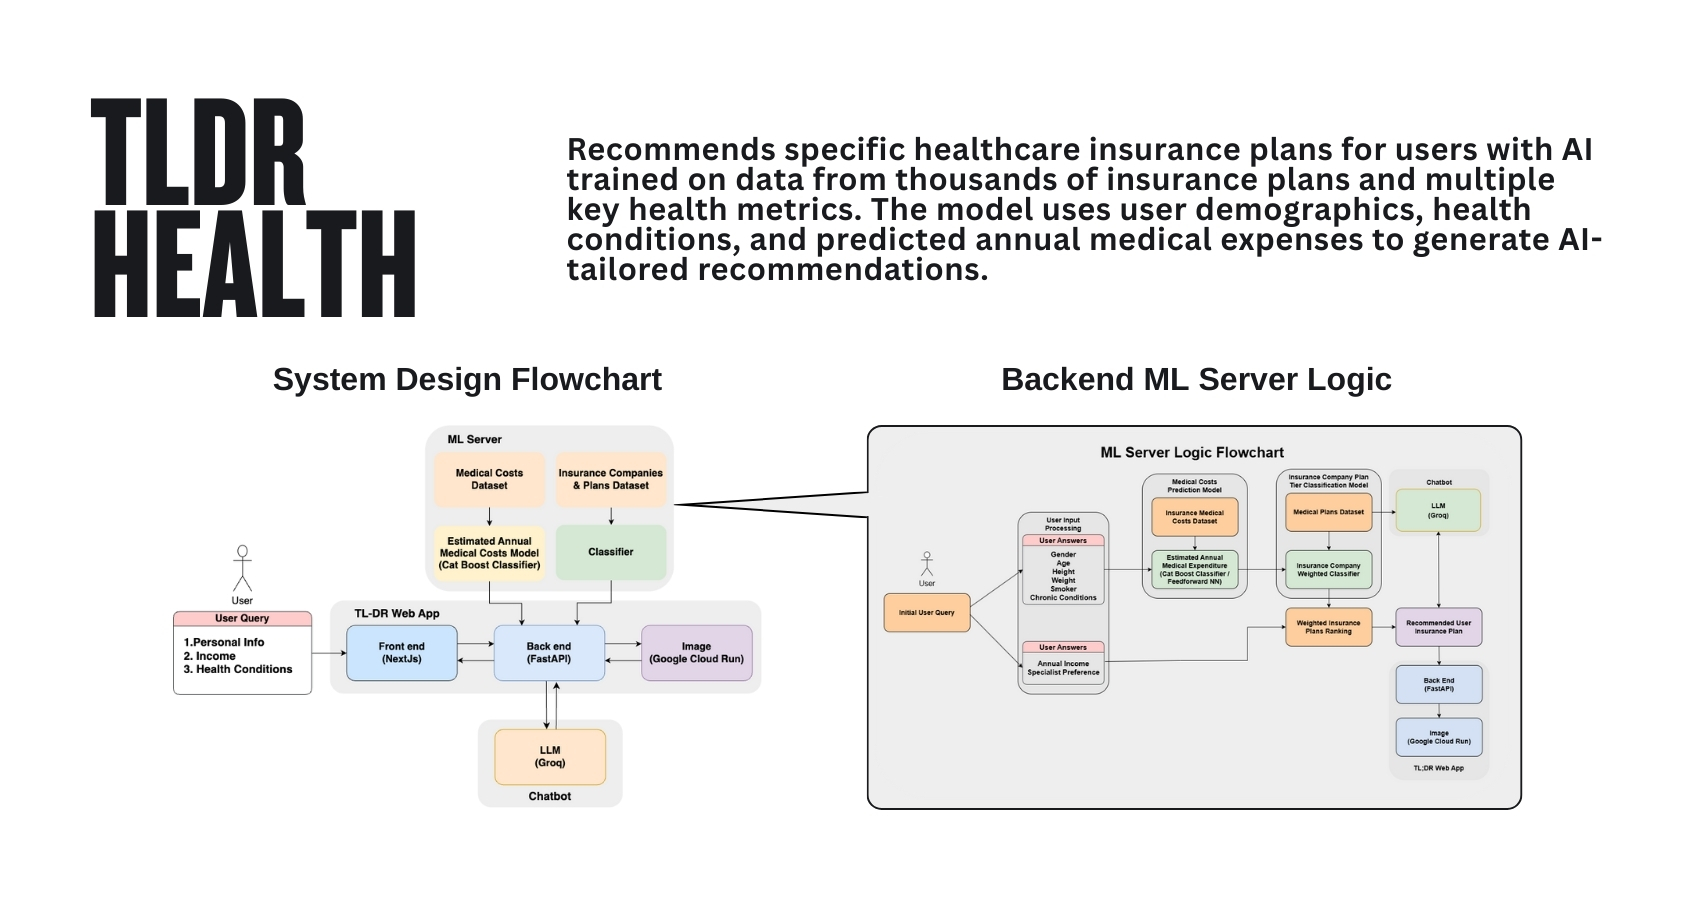 TLDR
HEALTH
Recommends specific healthcare insurance plans for users with AI
trained on data from thousands of insurance plans and multiple
key health metrics. The model uses user demographics, health
conditions, and predicted annual medical expenses to generate AI-
tailored recommendations.
System Design Flowchart
ML Server
Medical Costs
Dataset
Insurance Companies
& Plans Dataset
Estimated Annual
Medical Costs Model
(Cat Boost Classifier)
Classifier
User
User Query
1.Personal Info
2. Income
3. Health Conditions
TL-DR Web App
Front end
(NextJs)
Back end
(FastAPI)
Image
(Google Cloud Run)
LLM
(Groq)
Chatbot
Backend ML Server Logic
ML Server Logic Flowchart
User
Initial User Query
User Input
Processing
User Answers
Gender
Age
Height
Weight
Smoker
Chronic Conditions
User Answers
Annual Income
Specialist Preference
Medical Costs
Prediction Model
Insurance Medical
Costs Dataset
Estimated Annual
Medical Expenditure
(Cat Boost Classifier /
Feedforward NN)
Insurance Company Plan
Tier Classification Model
Medical Plans Dataset
Insurance Company
Weighted Classifier
Weighted Insurance
Plans Ranking
Chatbot
LLM
(Groq)
Recommended User
Insurance Plan
Back End
(FastAPI)
Image
(Google Cloud Run)
TL;DR Web App